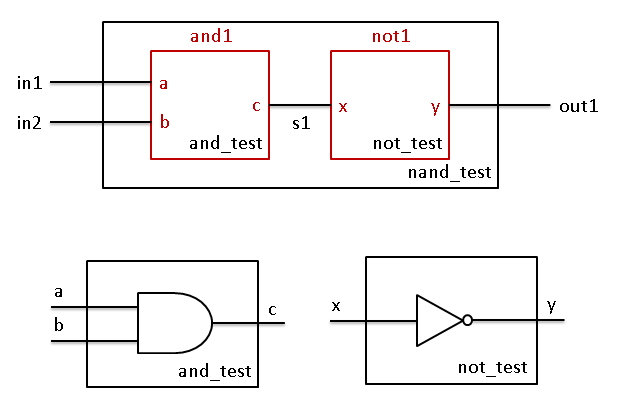 and1
not1
in1
a
in2
b
c
and_test
s1
x
y
not_test
out1
nand_test
a
b
c
and_test
x
y
not_test